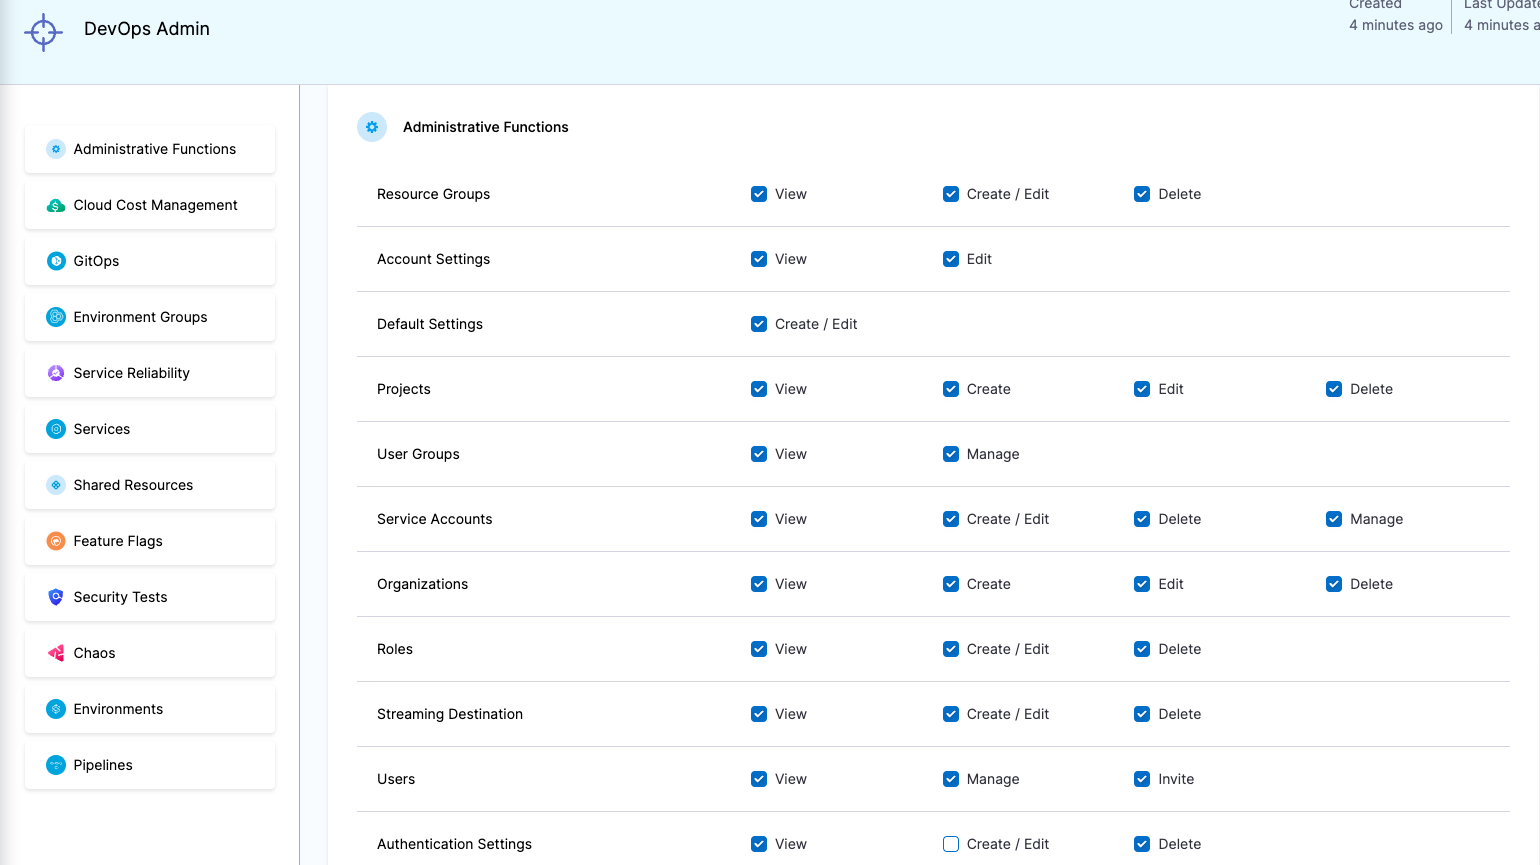 DevOps Admin
Created
4 minutes ago
Last Update
4 minutes a
Administrative Functions
Cloud Cost Management
GitOps
Environment Groups
Service Reliability
Services
Shared Resources
Feature Flags
Security Tests
Chaos
Environments
Pipelines
Administrative Functions
Resource Groups View Create / Edit Delete
Account Settings View Edit
Default Settings Create / Edit
Projects View Create Edit Delete
User Groups View Manage
Service Accounts View Create / Edit Delete Manage
Organizations View Create Edit Delete
Roles View Create / Edit Delete
Streaming Destination View Create / Edit Delete
Users View Manage Invite
Authentication Settings View Create / Edit Delete